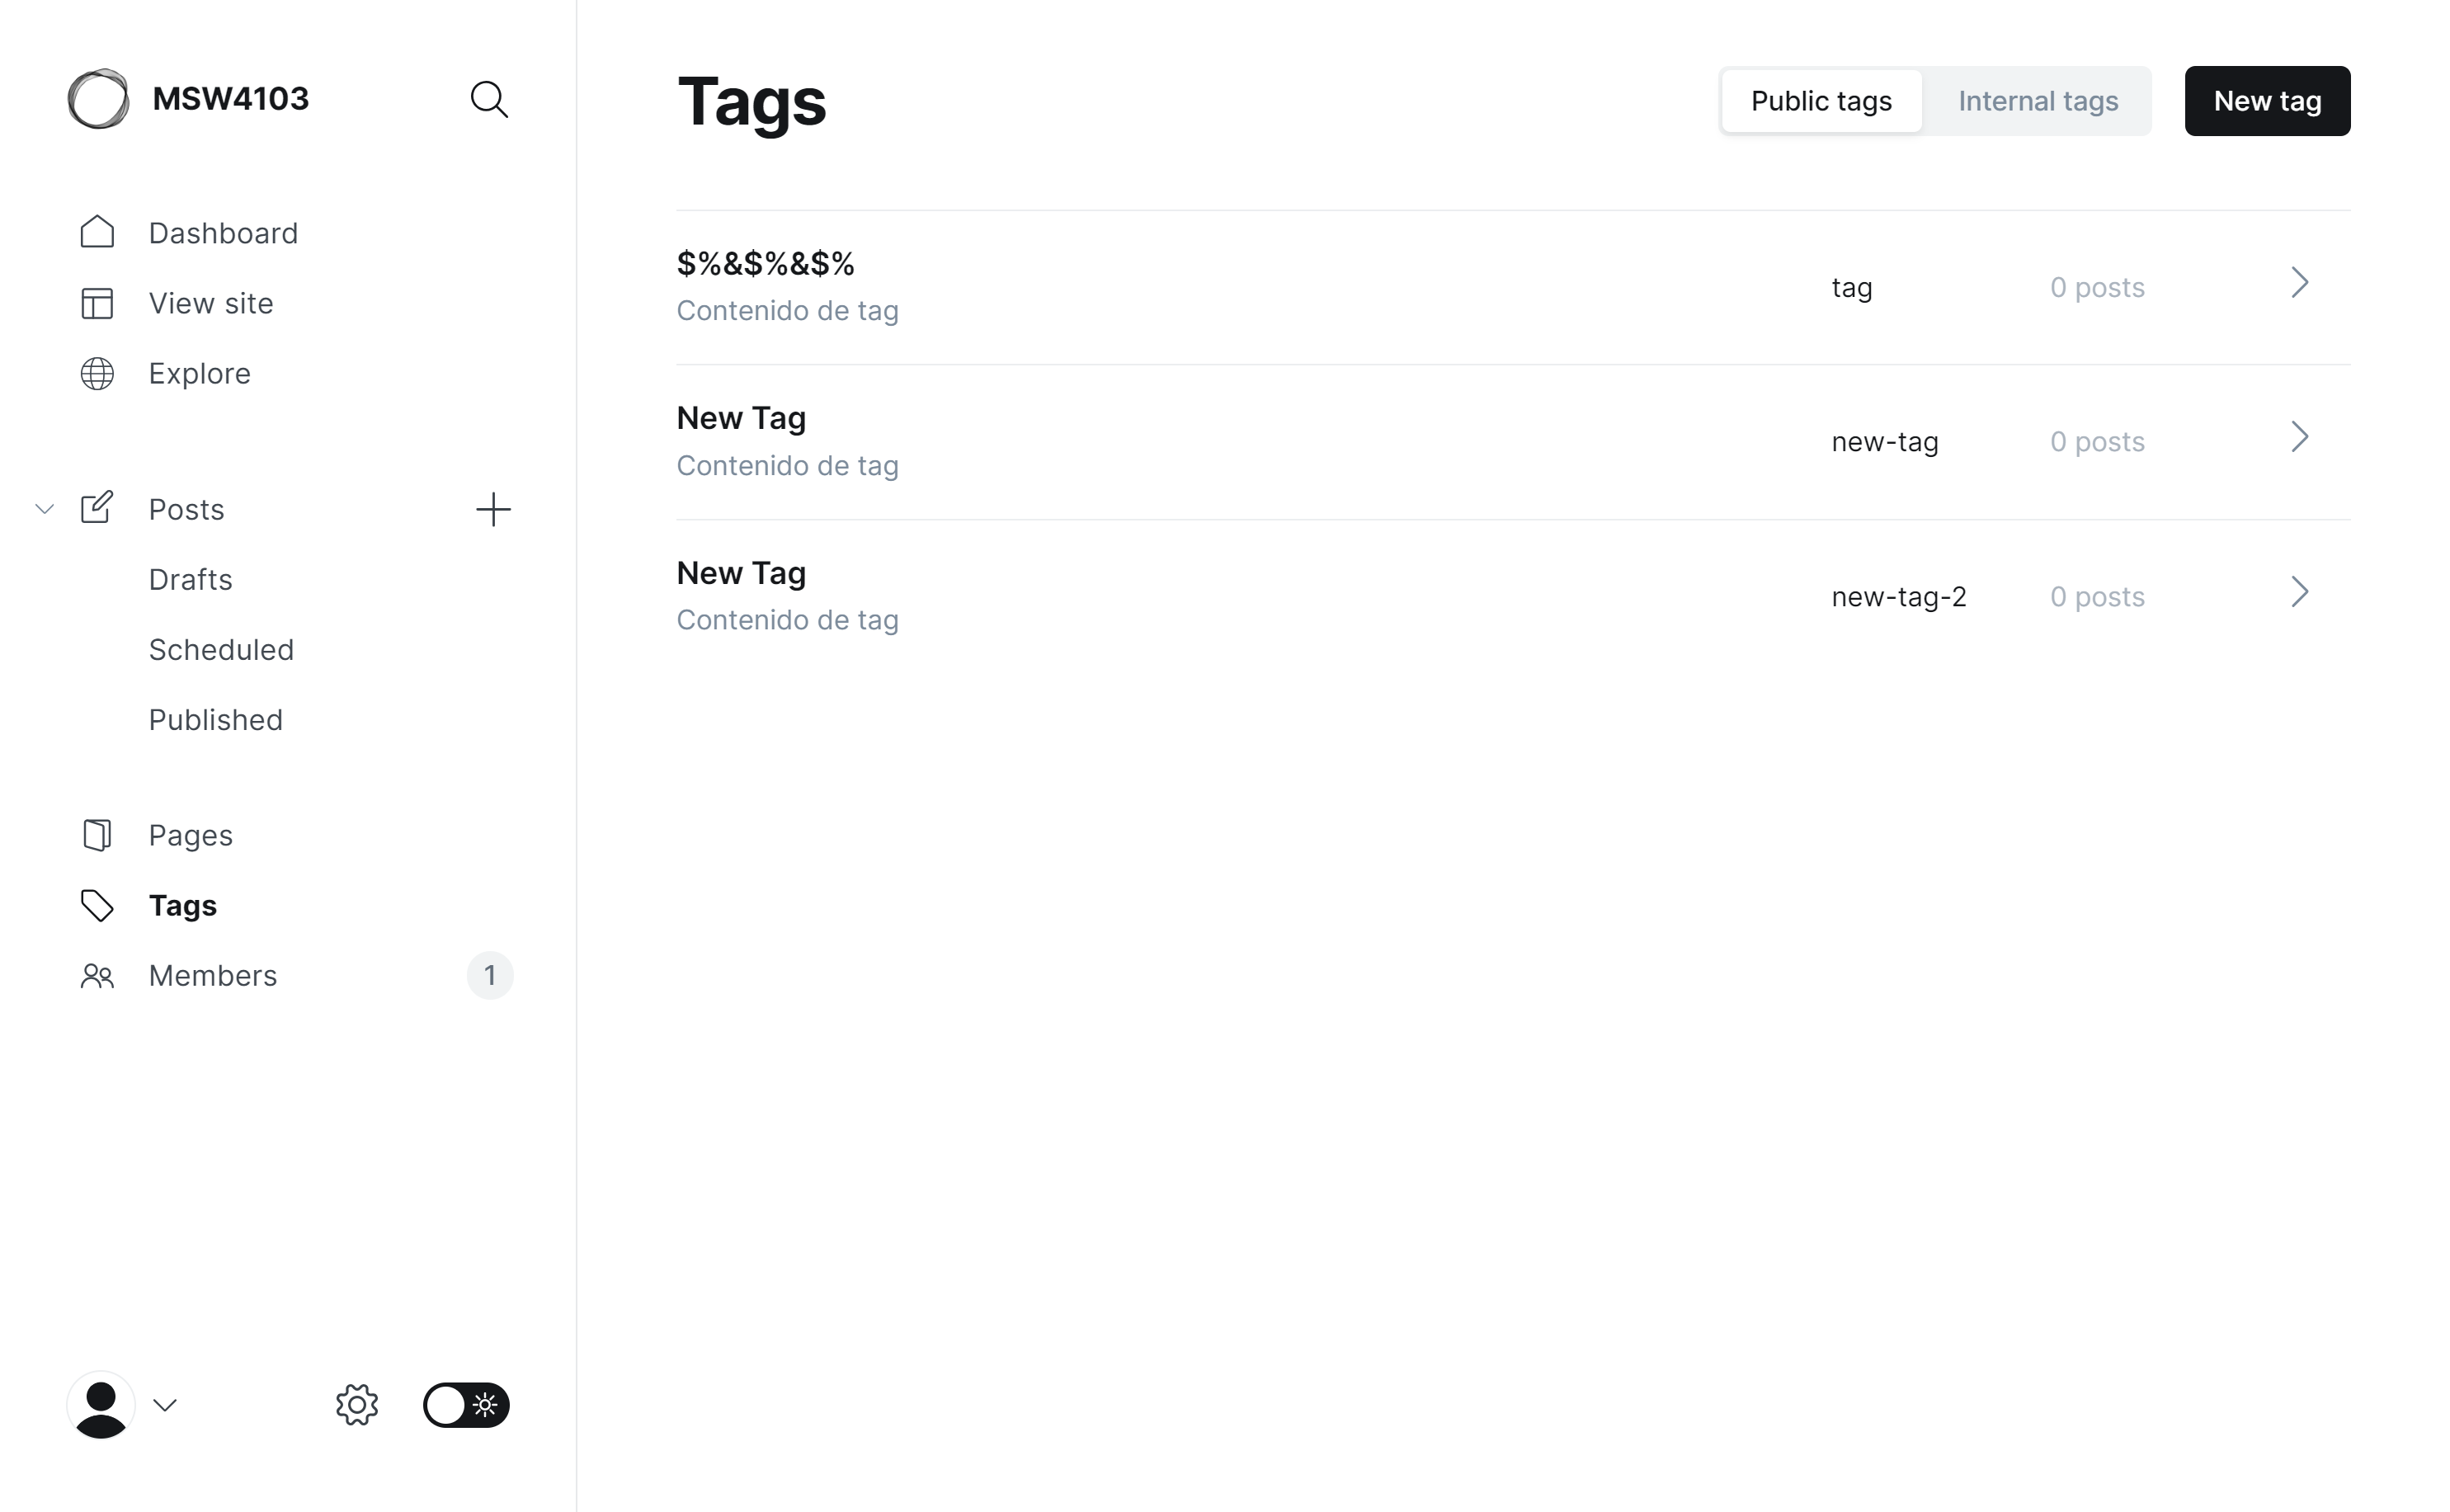 MSW4103
Dashboard
View site
Explore
Posts
Drafts
Scheduled
Published
Pages
Tags
Members 1
Tags
Public tags Internal tags New tag
$%&$%&$%
Contenido de tag
tag 0 posts
New Tag
Contenido de tag
new-tag 0 posts
New Tag
Contenido de tag
new-tag-2 0 posts